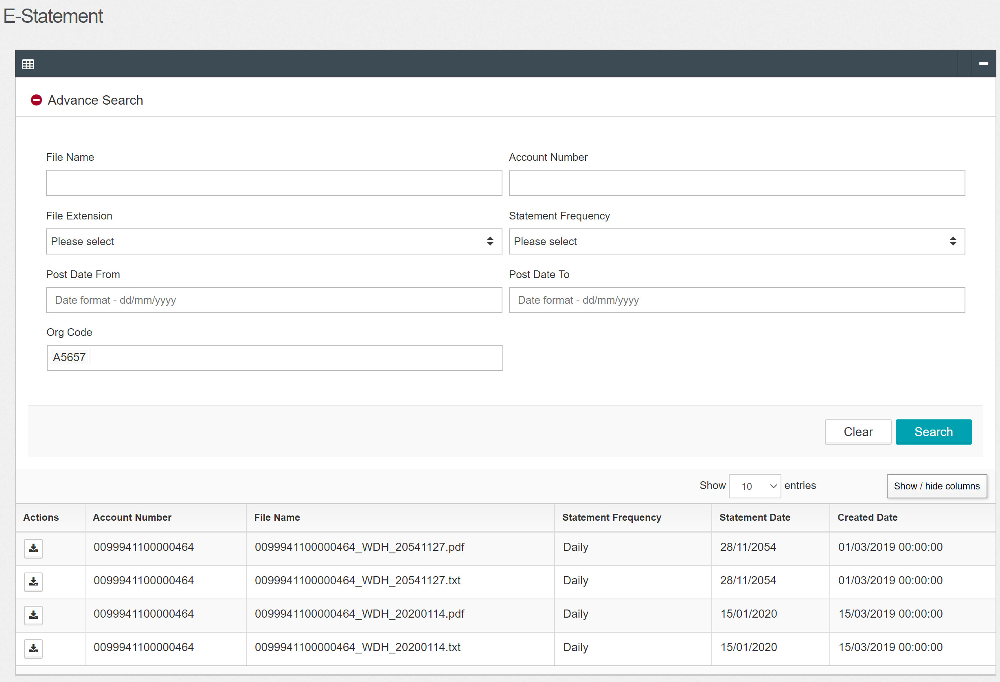 E-Statement
Advance Search
File Name Account Number
File Extension Statement Frequency
Please select Please select
Post Date From Post Date To
Date format - dd/mm/yyyy Date format - dd/mm/yyyy
Org Code
A5657
Clear Search
Show 10 entries Show / hide columns
Actions Account Number File Name Statement Frequency Statement Date Created Date
0099941100000464 0099941100000464_WDH_20541127.pdf Daily 28/11/2054 01/03/2019 00:00:00
0099941100000464 0099941100000464_WDH_20541127.txt Daily 28/11/2054 01/03/2019 00:00:00
0099941100000464 0099941100000464_WDH_20200114.pdf Daily 15/01/2020 15/03/2019 00:00:00
0099941100000464 0099941100000464_WDH_20200114.txt Daily 15/01/2020 15/03/2019 00:00:00